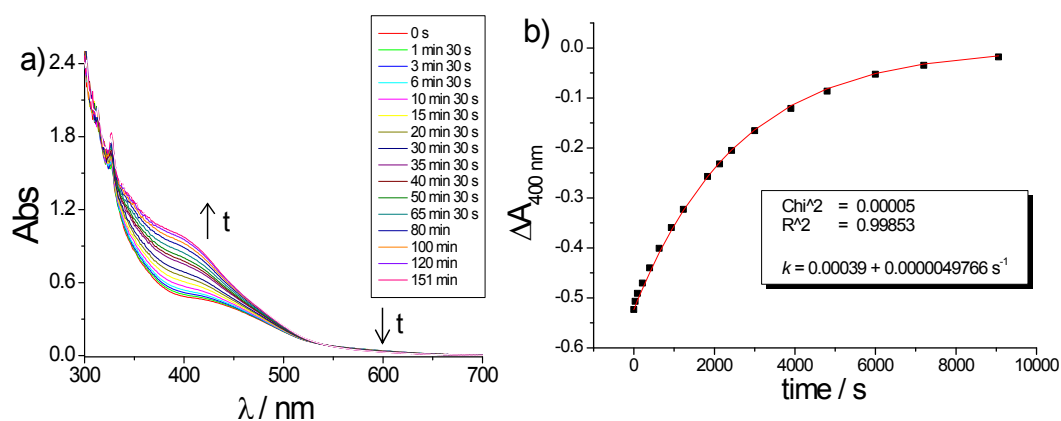 a)
2.4
1.8
1.2
0.6
0.0
Abs
300 400 500 600 700
λ / nm
t
t
0 s
1 min 30 s
3 min 30 s
6 min 30 s
10 min 30 s
15 min 30 s
20 min 30 s
30 min 30 s
35 min 30 s
40 min 30 s
50 min 30 s
65 min 30 s
80 min
100 min
120 min
151 min
b)
0.0
-0.1
-0.2
-0.3
-0.4
-0.5
-0.6
ΔA400 nm
Chi^2 = 0.00005
R^2 = 0.99853
k = 0.00039 + 0.0000049766 s-1
0 2000 4000 6000 8000 10000
time / s